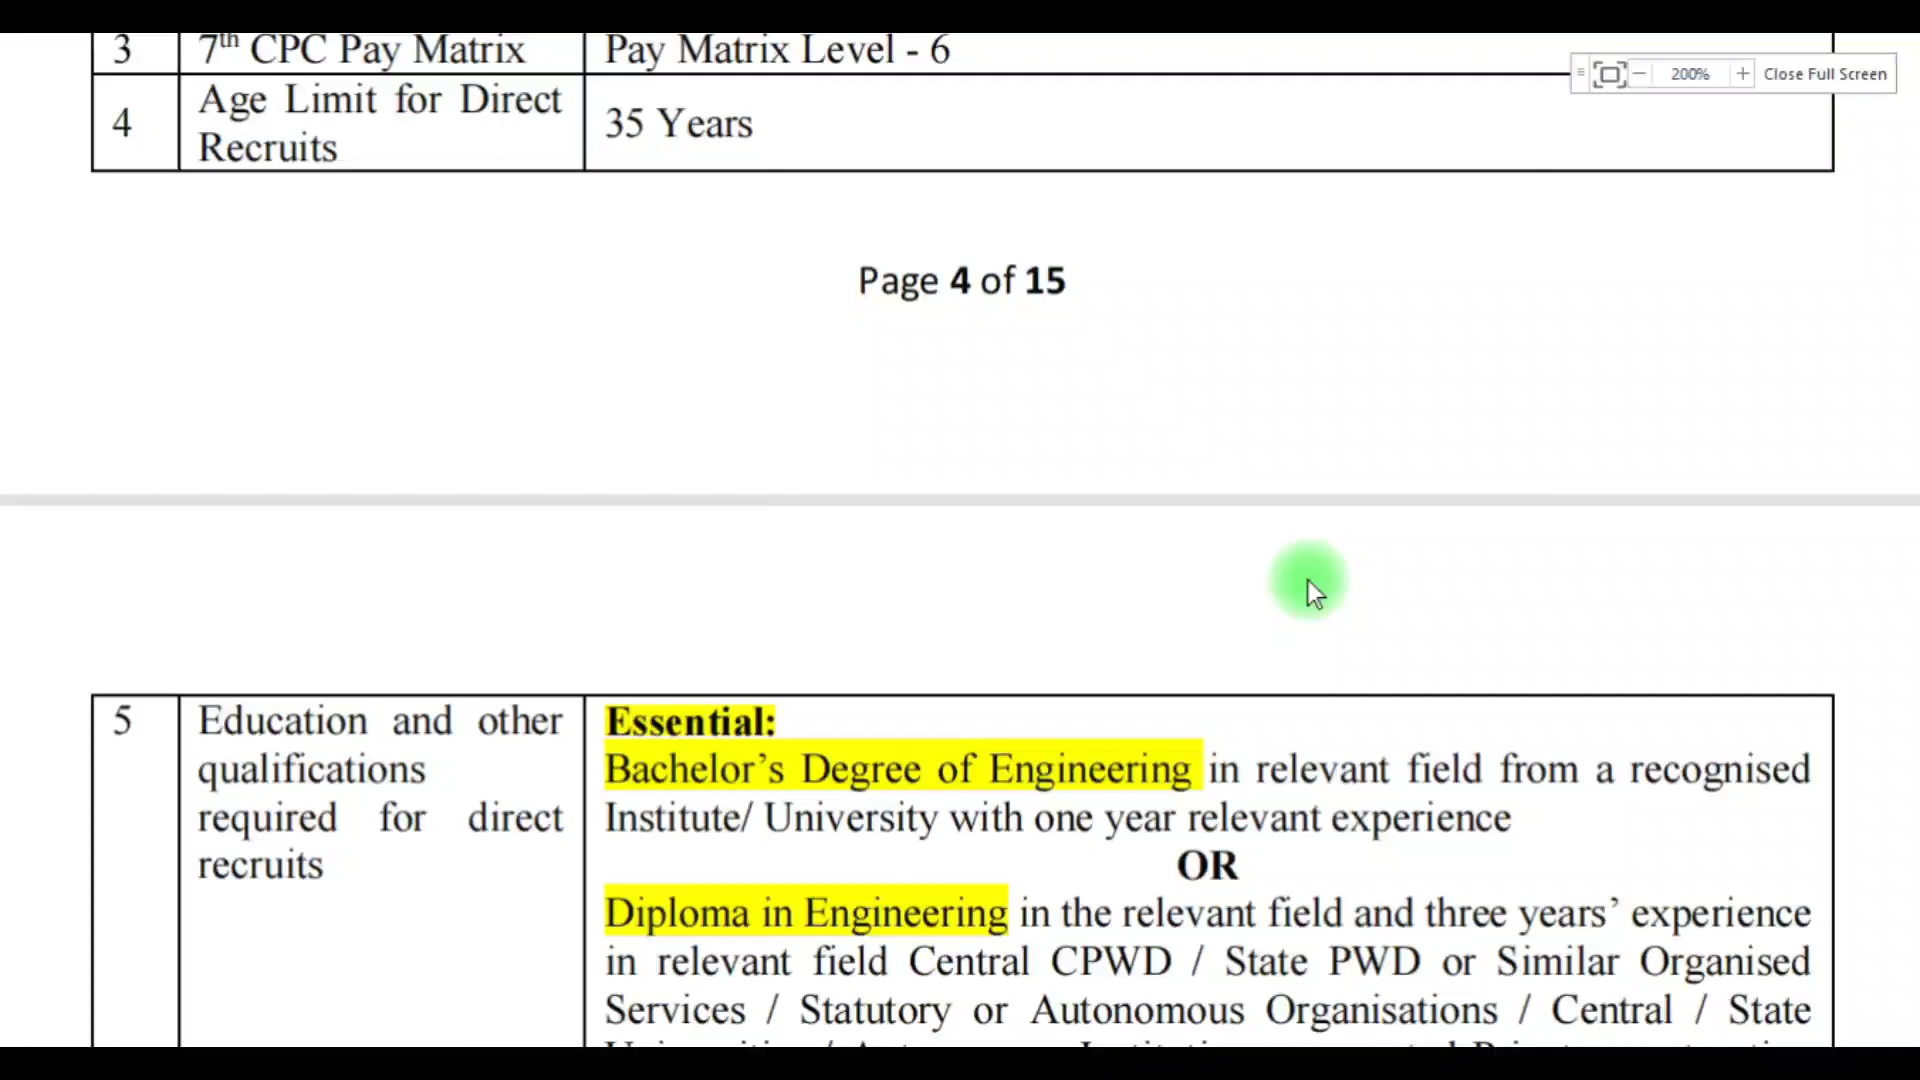 3 7th CPC Pay Matrix Pay Matrix Level - 6
200% Close Full Screen
4 Age Limit for Direct Recruits 35 Years
Page 4 of 15
5 Education and other qualifications required for direct recruits
Essential:
Bachelor’s Degree of Engineering in relevant field from a recognised
Institute/ University with one year relevant experience
OR
Diploma in Engineering in the relevant field and three years’ experience
in relevant field Central CPWD / State PWD or Similar Organised
Services / Statutory or Autonomous Organisations / Central / State